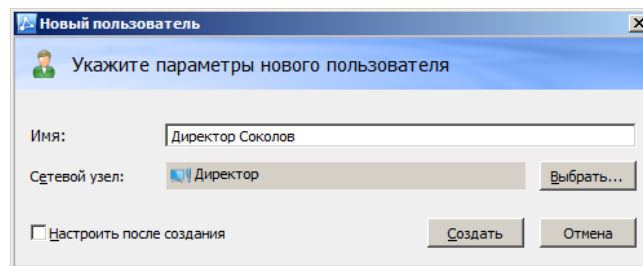 Новый пользователь
Укажите параметры нового пользователя
Имя: Директор Соколов
Сетевой узел: Директор Выбрать...
Настроить после создания Создать Отмена